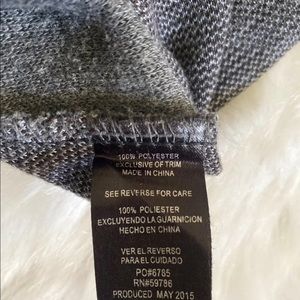 100% POLYESTER
EXCLUSIVE OF TRIM
MADE IN CHINA
SEE REVERSE FOR CARE
100% POLIESTER
EXCLUYENDO LA GUARNICION
HECHO EN CHINA
VER EL REVERSO
PARA EL CUIDADO
PO#6765
RN#59786
PRODUCED MAY 2015